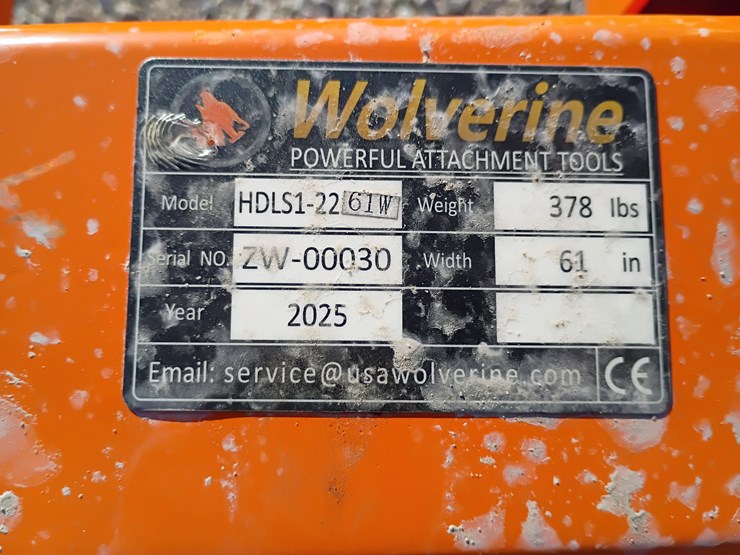 Wolverine
POWERFUL ATTACHMENT TOOLS
Model HDLS1-22 61W Weight 378 lbs
Serial NO. ZW-00030 Width 61 in
Year 2025
Email: service@usawolverine.com CE